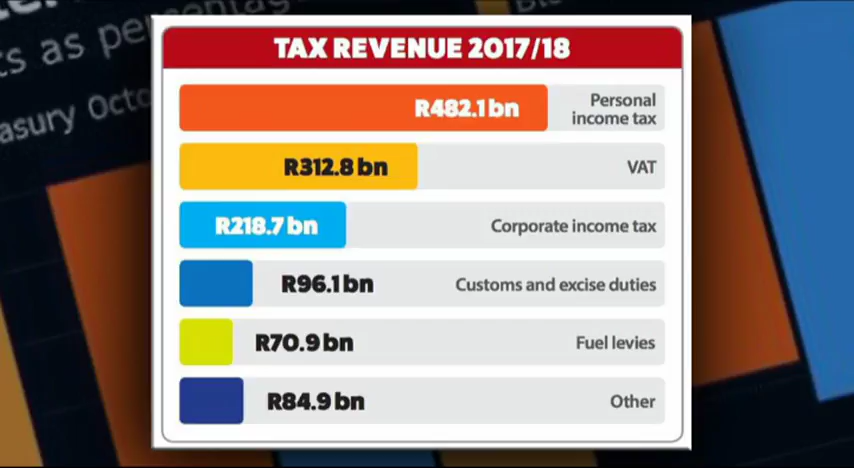 ts as
asury Octo
TAX REVENUE 2017/18
R482.1 bn
Personal
income tax
R312.8 bn
VAT
R218.7 bn
Corporate income tax
R96.1 bn
Customs and excise duties
R70.9 bn
Fuel levies
R84.9 bn
Other